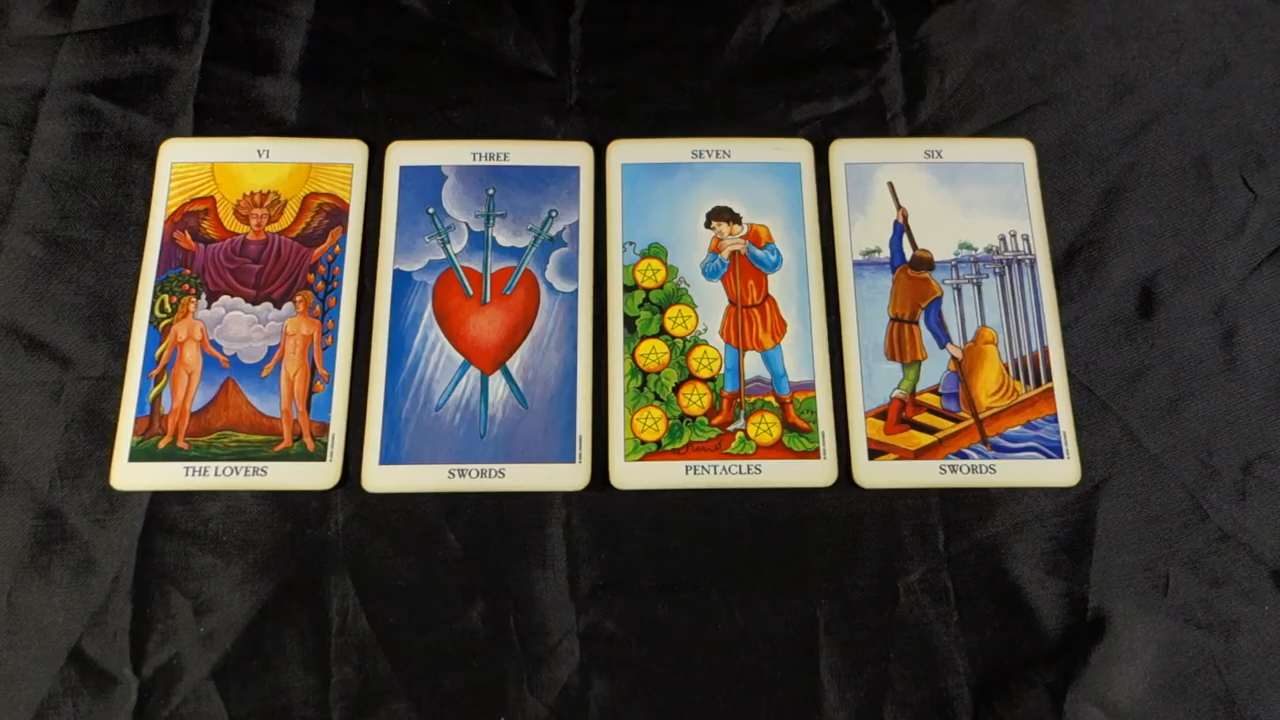 VI
THE LOVERS
THREE
SWORDS
SEVEN
PENTACLES
SIX
SWORDS